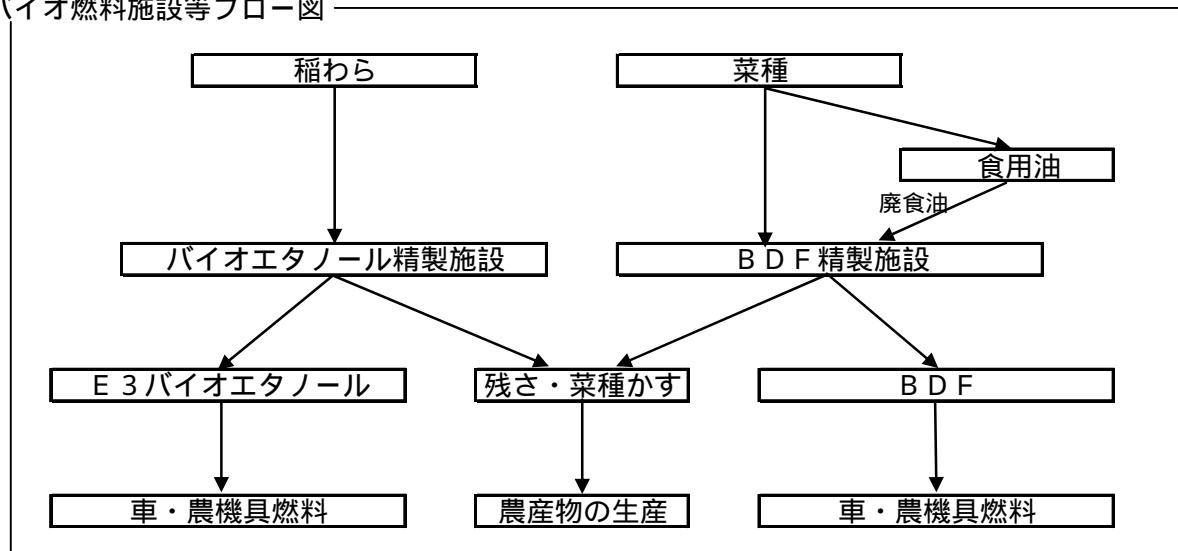 バイオ燃料施設等フロー図
稲わら
菜種
食用油
廃食油
バイオエタノール精製施設
ＢＤＦ精製施設
Ｅ３バイオエタノール
残さ・菜種かす
ＢＤＦ
車・農機具燃料
農産物の生産
車・農機具燃料